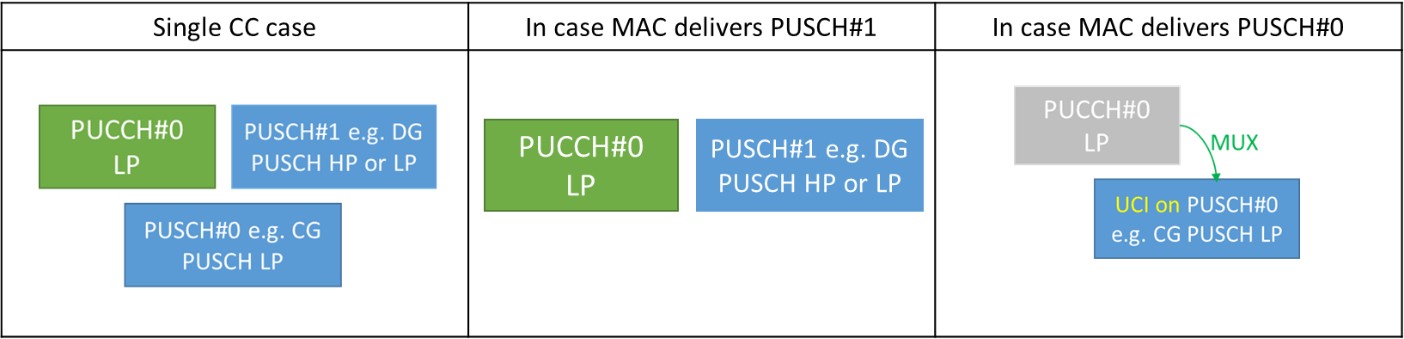 Single CC case
In case MAC delivers PUSCH#1
In case MAC delivers PUSCH#0
PUCCH#0
LP
PUSCH#1 e.g. DG
PUSCH HP or LP
PUSCH#0 e.g. CG
PUSCH LP
PUCCH#0
LP
PUSCH#1 e.g. DG
PUSCH HP or LP
PUCCH#0
LP
MUX
UCI on PUSCH#0
e.g. CG PUSCH LP